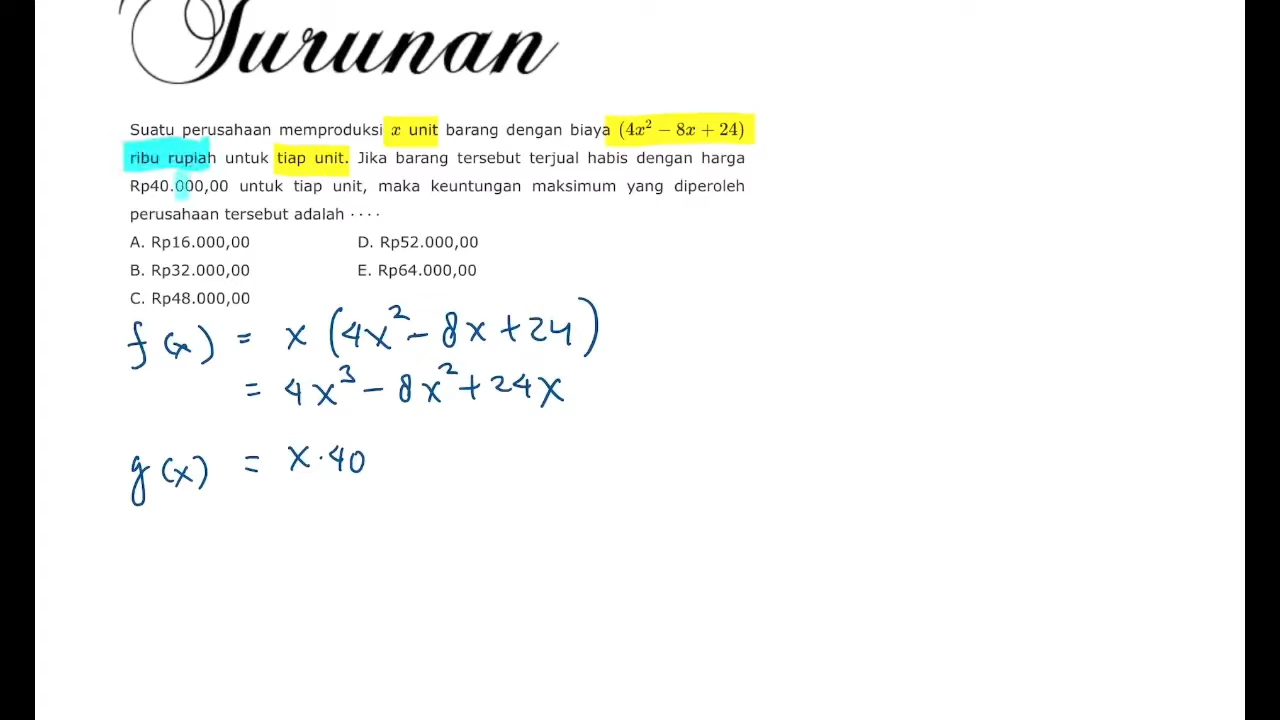 Turunan
Suatu perusahaan memproduksi x unit barang dengan biaya (4x² − 8x + 24)
ribu rupiah untuk tiap unit. Jika barang tersebut terjual habis dengan harga
Rp40.000,00 untuk tiap unit, maka keuntungan maksimum yang diperoleh
perusahaan tersebut adalah ····
A. Rp16.000,00 D. Rp52.000,00
B. Rp32.000,00 E. Rp64.000,00
C. Rp48.000,00
f(x) = x (4x² − 8x + 24)
= 4x³ − 8x² + 24x
g(x) = x · 40